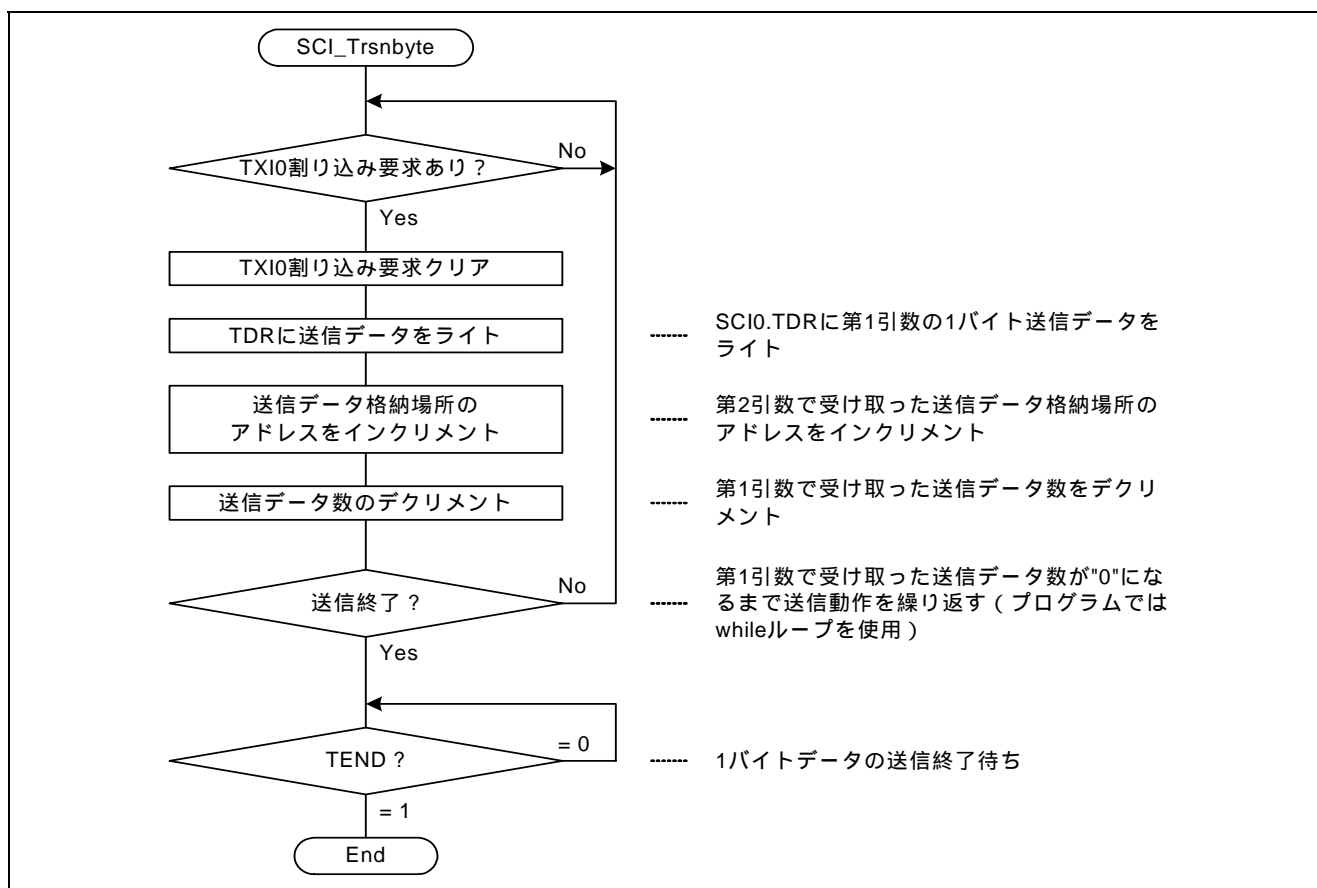 SCI_Trsnbyte
TXI0割り込み要求あり？
No
Yes
TXI0割り込み要求クリア
TDRに送信データをライト
SCI0.TDRに第1引数の1バイト送信データを
ライト
送信データ格納場所の
アドレスをインクリメント
第2引数で受け取った送信データ格納場所の
アドレスをインクリメント
送信データ数のデクリメント
第1引数で受け取った送信データ数をデクリ
メント
送信終了？
No
第1引数で受け取った送信データ数が"0"にな
るまで送信動作を繰り返す（プログラムでは
whileループを使用）
Yes
TEND？
= 0
1バイトデータの送信終了待ち
= 1
End